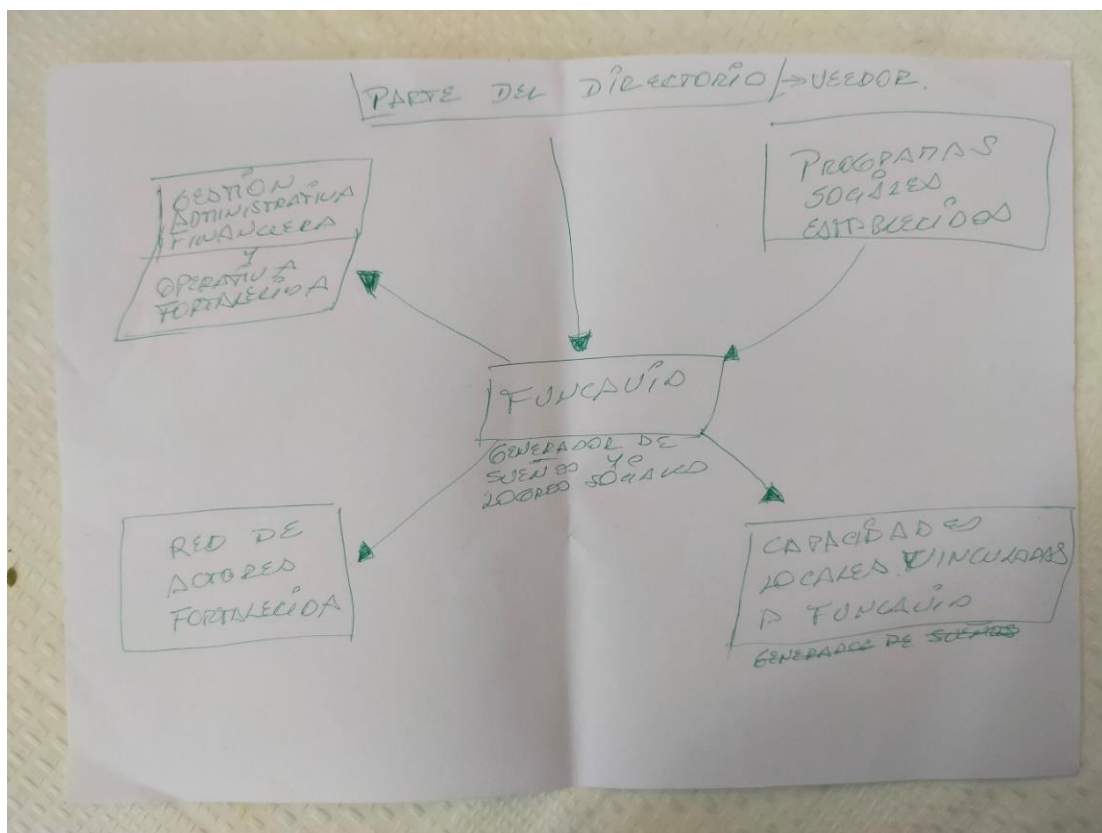 PARTE DEL DIRECTORIO → VEEDOR.
GESTIÓN
ADMINISTRATIVA
FINANCIERA
Y
OPERATIVA
FORTALECIDA
PROGRAMAS
SOCIALES
ESTABLECIDOS
FUNCAVID
GENERADOR DE
SUEÑOS Y
LOGROS
RED DE
ACTORES
FORTALECIDA
CAPACIDADES
LOCALES VINCULADAS
A FUNCAVID
GENERADOR DE SUEÑOS